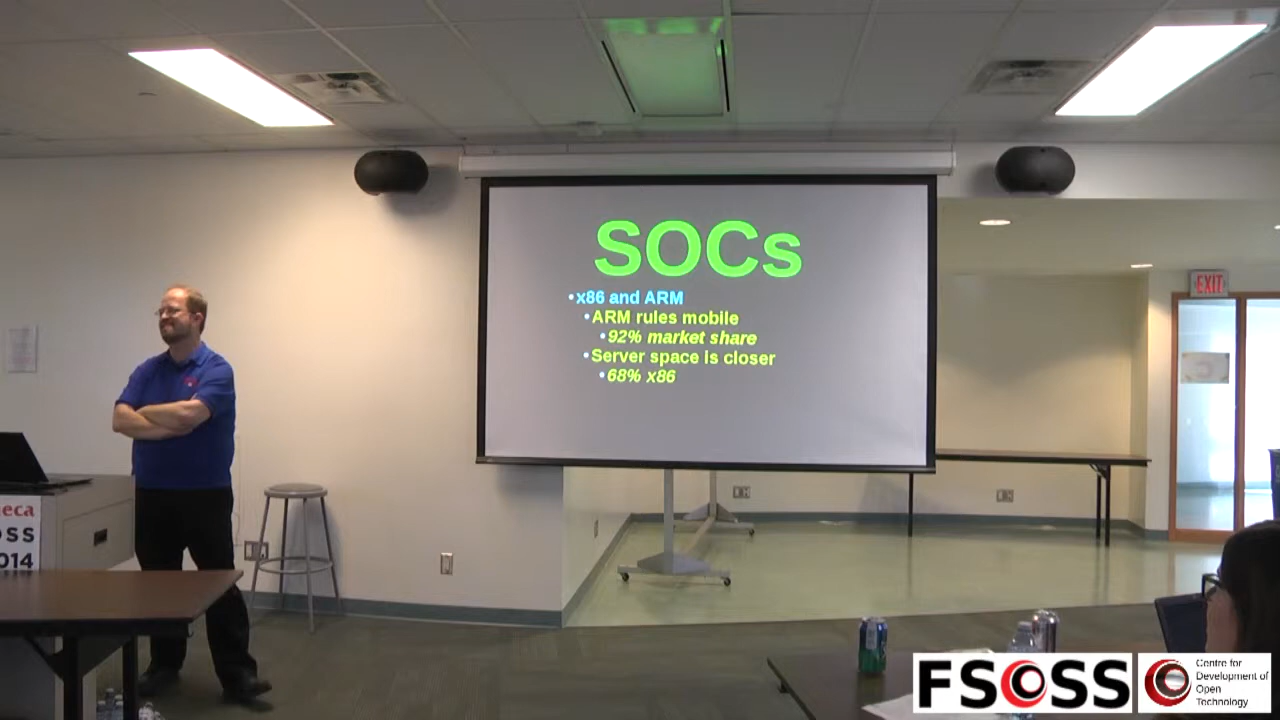 SOCs
•x86 and ARM
•ARM rules mobile
•92% market share
•Server space is closer
•68% x86
EXIT
eca
OSS
014
FSOSS
Centre for
Development of
Open
Technology